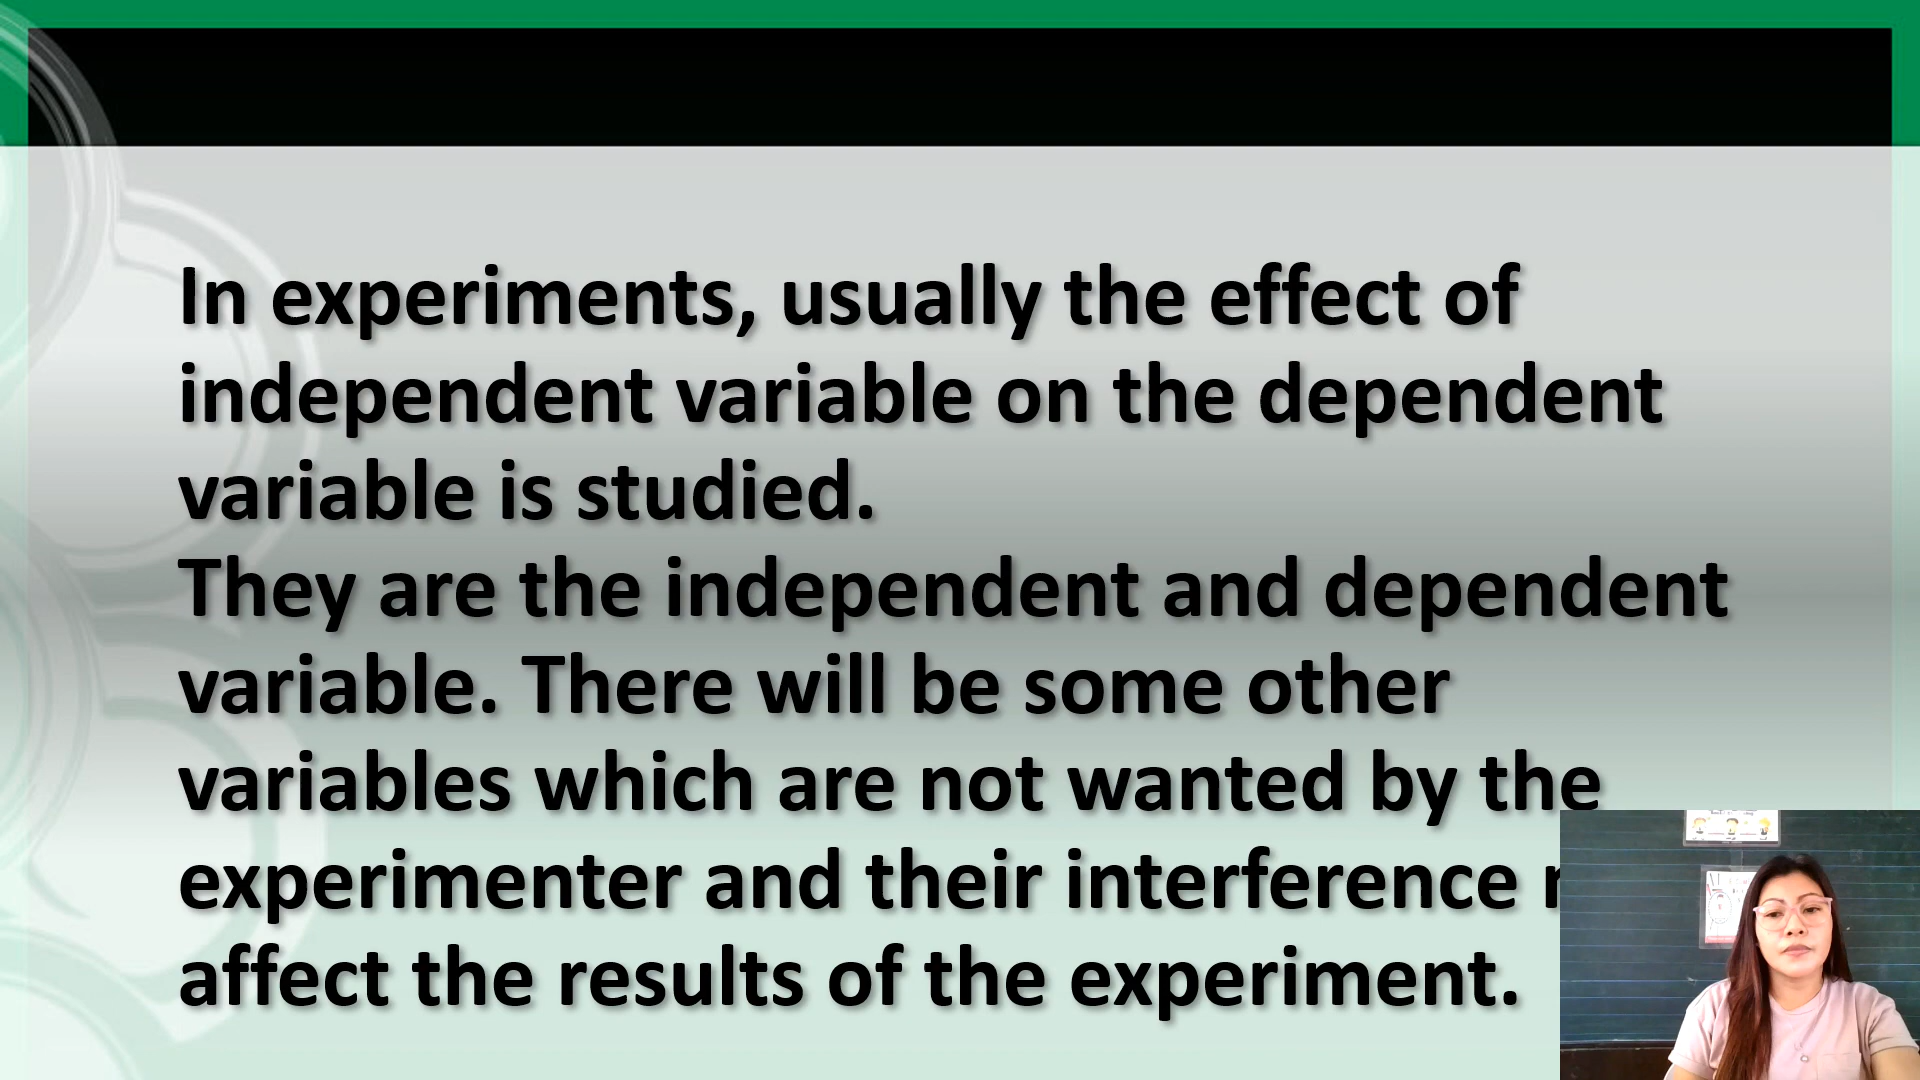 In experiments, usually the effect of
independent variable on the dependent
variable is studied.
They are the independent and dependent
variable. There will be some other
variables which are not wanted by the
experimenter and their interference
affect the results of the experiment.